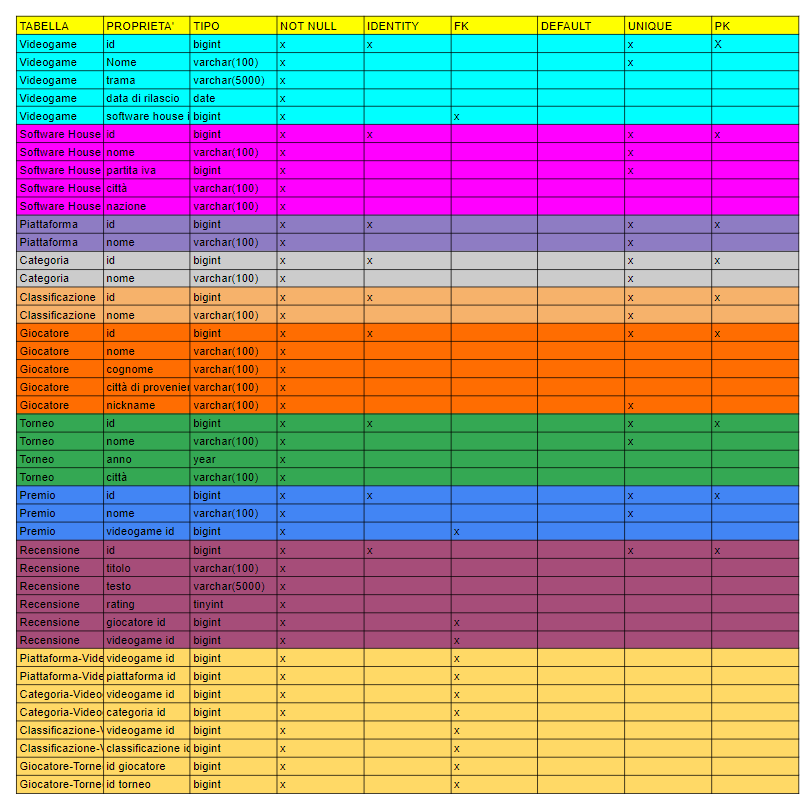 TABELLA PROPRIETA' TIPO NOT NULL IDENTITY FK DEFAULT UNIQUE PK
Videogame id bigint x x x X
Videogame Nome varchar(100) x x
Videogame trama varchar(5000) x
Videogame data di rilascio date x
Videogame software house i bigint x x
Software House id bigint x x x x
Software House nome varchar(100) x x
Software House partita iva bigint x x
Software House città varchar(100) x
Software House nazione varchar(100) x
Piattaforma id bigint x x x x
Piattaforma nome varchar(100) x x
Categoria id bigint x x x x
Categoria nome varchar(100) x x
Classificazione id bigint x x x x
Classificazione nome varchar(100) x x
Giocatore id bigint x x x x
Giocatore nome varchar(100) x
Giocatore cognome varchar(100) x
Giocatore città di provenier varchar(100) x
Giocatore nickname varchar(100) x x
Torneo id bigint x x x x
Torneo nome varchar(100) x x
Torneo anno year x
Torneo città varchar(100) x
Premio id bigint x x x x
Premio nome varchar(100) x x
Premio videogame id bigint x x
Recensione id bigint x x x x
Recensione titolo varchar(100) x
Recensione testo varchar(5000) x
Recensione rating tinyint x
Recensione giocatore id bigint x x
Recensione videogame id bigint x x
Piattaforma-Vide videogame id bigint x x
Piattaforma-Vide piattaforma id bigint x x
Categoria-Video videogame id bigint x x
Categoria-Video categoria id bigint x x
Classificazione-V videogame id bigint x x
Classificazione-V classificazione id bigint x x
Giocatore-Torne id giocatore bigint x x
Giocatore-Torne id torneo bigint x x